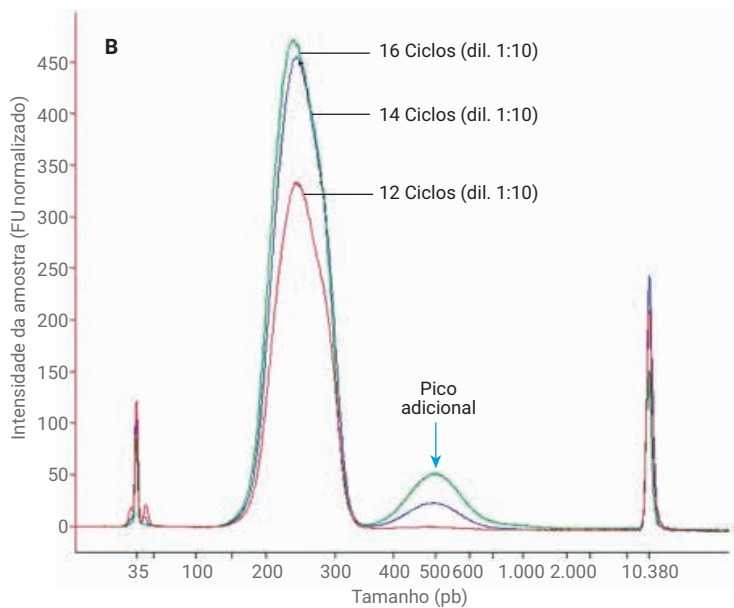 B
16 Ciclos (dil. 1:10)
14 Ciclos (dil. 1:10)
12 Ciclos (dil. 1:10)
Pico
adicional
Intensidade da amostra (FU normalizado)
450
400
350
300
250
200
150
100
50
0
35 100 200 300 400 500 600 1.000 2.000 10.380
Tamanho (pb)